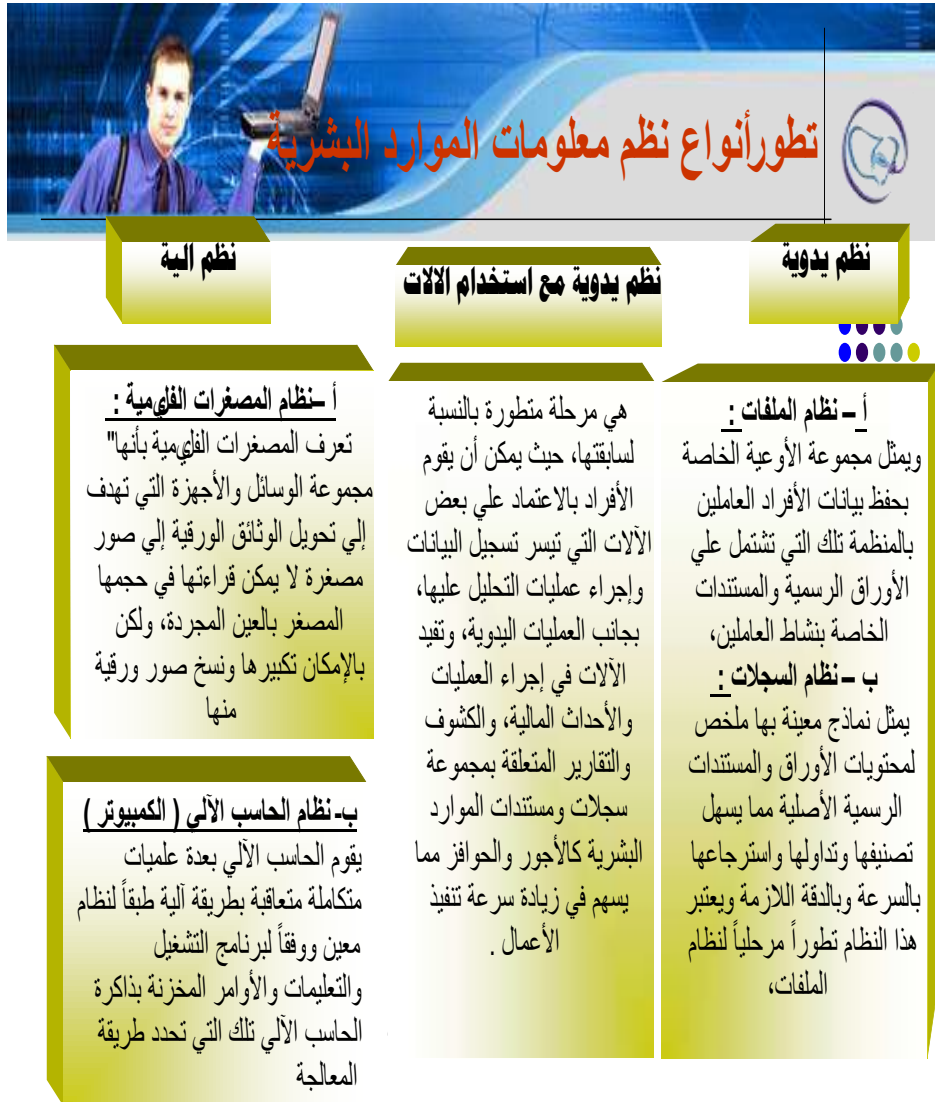 تطورأنواع نظم معلومات الموارد البشرية
نظم يدوية
نظم يدوية مع استخدام الالات
نظم الية
أ – نظام الملفات :
ويمثل مجموعة الأوعية الخاصة
بحفظ بيانات الأفراد العاملين
بالمنظمة تلك التي تشتمل علي
الأوراق الرسمية والمستندات
الخاصة بنشاط العاملين،
ب – نظام السجلات :
يمثل نماذج معينة بها ملخص
لمحتويات الأوراق والمستندات
الرسمية الأصلية مما يسهل
تصنيفها وتداولها واسترجاعها
بالسرعة وبالدقة اللازمة ويعتبر
هذا النظام تطوراً مرحلياً لنظام
الملفات،
هي مرحلة متطورة بالنسبة
لسابقتها، حيث يمكن أن يقوم
الأفراد بالاعتماد علي بعض
الآلات التي تيسر تسجيل البيانات
وإجراء عمليات التحليل عليها،
بجانب العمليات اليدوية، وتفيد
الآلات في إجراء العمليات
والأحداث المالية، والكشوف
والتقارير المتعلقة بمجموعة
سجلات ومستندات الموارد
البشرية كالأجور والحوافز مما
يسهم في زيادة سرعة تنفيذ
الأعمال .
أ –نظام المصغرات الفليمية :
تعرف المصغرات الفليمية بأنها"
مجموعة الوسائل والأجهزة التي تهدف
إلي تحويل الوثائق الورقية إلي صور
مصغرة لا يمكن قراءتها في حجمها
المصغر بالعين المجردة، ولكن
بالإمكان تكبيرها ونسخ صور ورقية
منها
ب- نظام الحاسب الآلي ( الكمبيوتر )
يقوم الحاسب الآلي بعدة علميات
متكاملة متعاقبة بطريقة آلية طبقاً لنظام
معين ووفقاً لبرنامج التشغيل
والتعليمات والأوامر المخزنة بذاكرة
الحاسب الآلي تلك التي تحدد طريقة
المعالجة